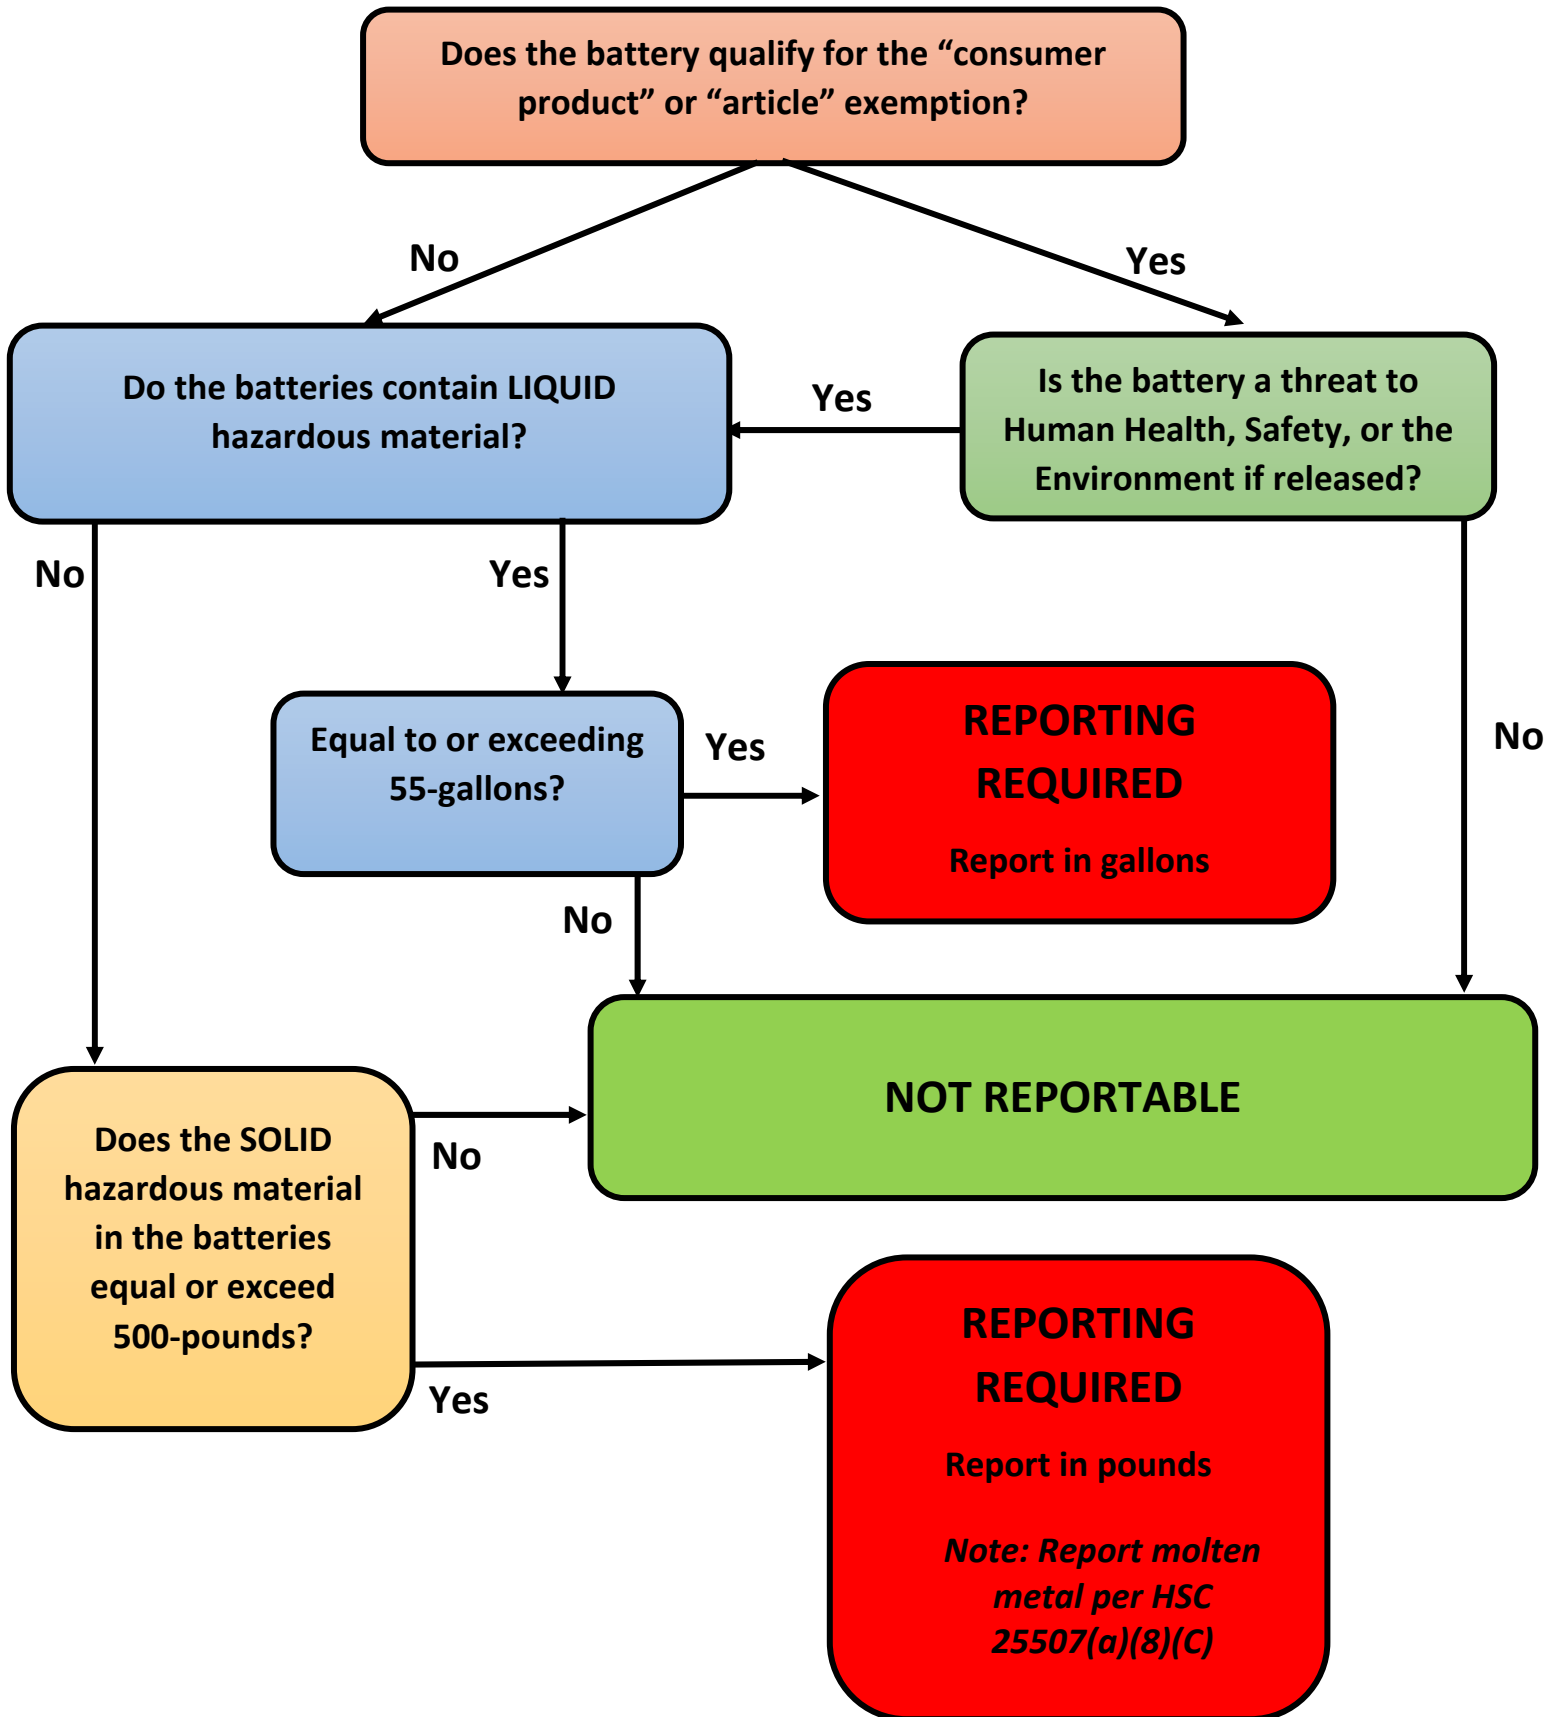 Does the battery qualify for the “consumer
product” or “article” exemption?
No
Yes
Do the batteries contain LIQUID
hazardous material?
Yes
Is the battery a threat to
Human Health, Safety, or the
Environment if released?
No
Yes
Equal to or exceeding
55-gallons?
Yes
REPORTING
REQUIRED
Report in gallons
No
No
NOT REPORTABLE
Does the SOLID
hazardous material
in the batteries
equal or exceed
500-pounds?
No
Yes
REPORTING
REQUIRED
Report in pounds
Note: Report molten
metal per HSC
25507(a)(8)(C)